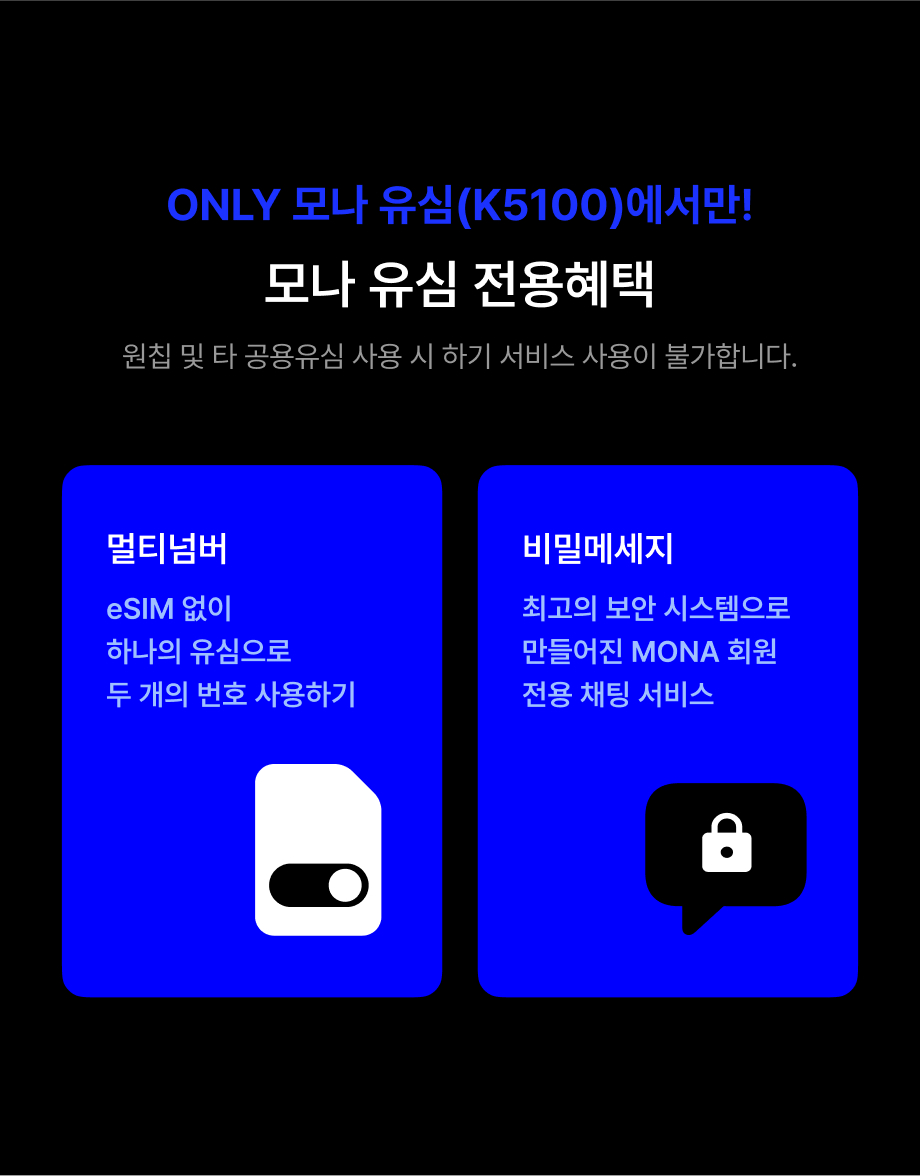 ONLY 모나 유심(K5100)에서만!
모나 유심 전용혜택
원칩 및 타 공용유심 사용 시 하기 서비스 사용이 불가합니다.
멀티넘버
eSIM 없이
하나의 유심으로
두 개의 번호 사용하기
비밀메세지
최고의 보안 시스템으로
만들어진 MONA 회원
전용 채팅 서비스